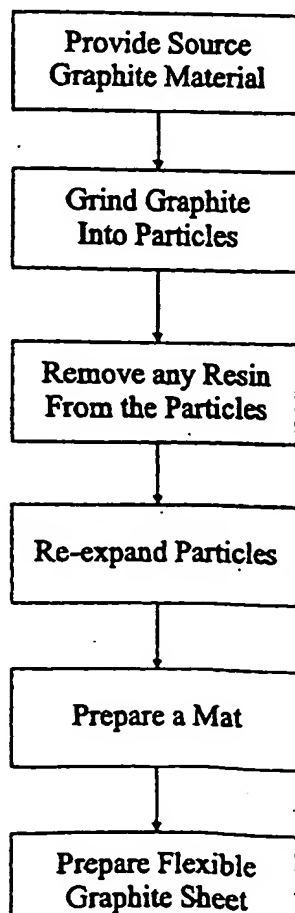 Provide Source
Graphite Material
Grind Graphite
Into Particles
Remove any Resin
From the Particles
Re-expand Particles
Prepare a Mat
Prepare Flexible
Graphite Sheet